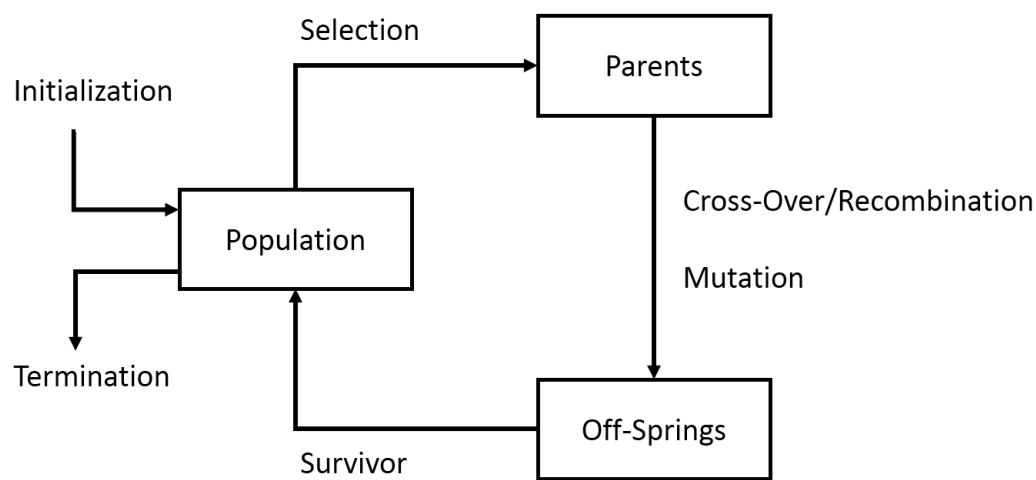 Selection
Parents
Initialization
Cross-Over/Recombination
Population
Mutation
Termination
Off-Springs
Survivor